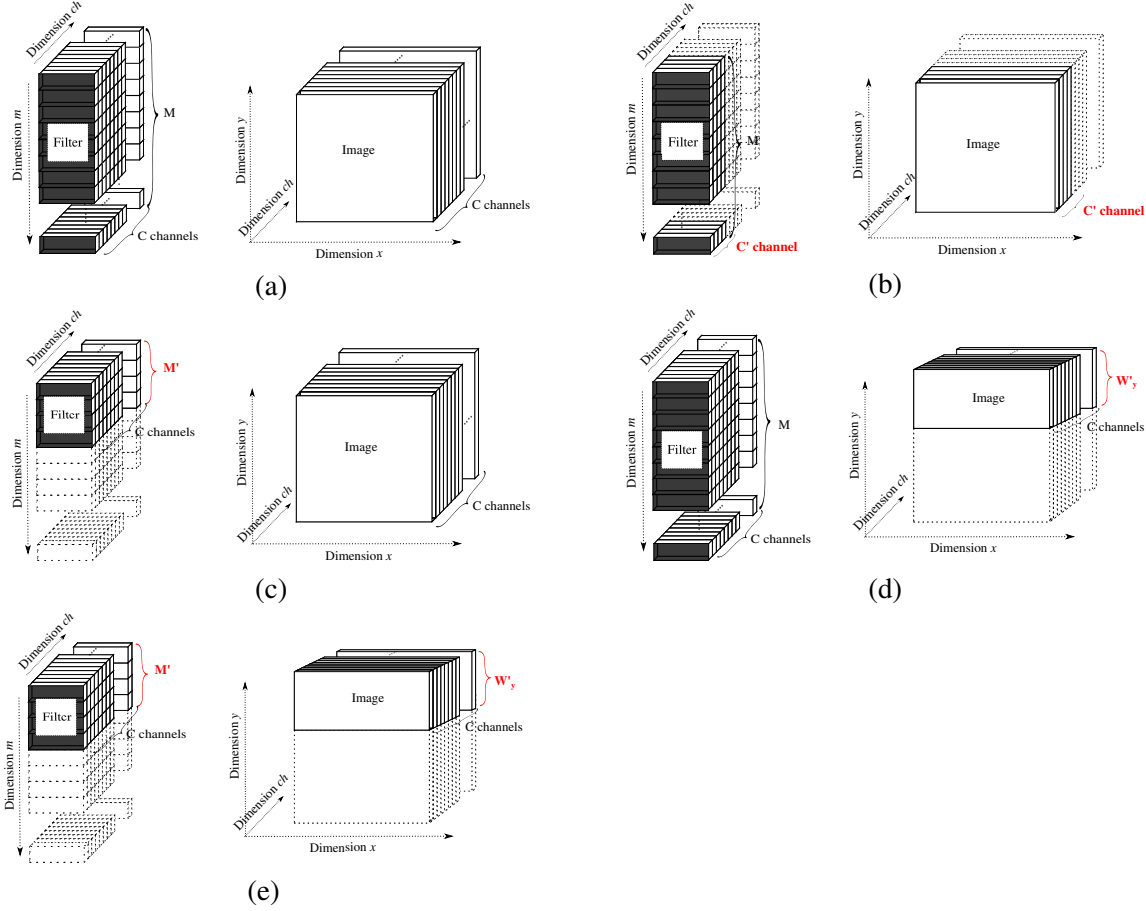 Dimension ch
Dimension m
Filter
M
C channels
Dimension y
Dimension ch
Image
C channels
Dimension x
(a)
Dimension ch
Dimension m
Filter
M
C' channel
Dimension y
Dimension ch
Image
C' channel
Dimension x
(b)
Dimension ch
Dimension m
Filter
M'
C channels
Dimension y
Dimension ch
Image
C channels
Dimension x
(c)
Dimension ch
Dimension m
Filter
M
C channels
Dimension y
Dimension ch
Image
W'y
C channels
Dimension x
(d)
Dimension ch
Dimension m
Filter
M'
C channels
Dimension y
Dimension ch
Image
W'y
C channels
Dimension x
(e)